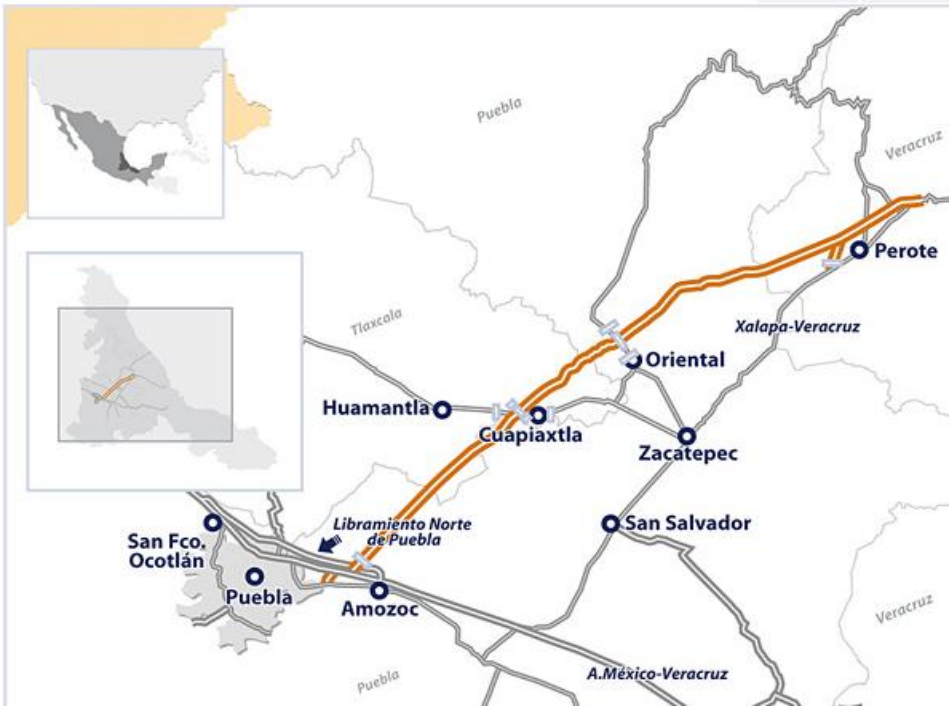 Puebla
Veracruz
Perote
Tlaxcala
Xalapa-Veracruz
Oriental
Huamantla
Cuapiaxtla
Zacatepec
Libramiento Norte
de Puebla
San Salvador
San Fco.
Ocotlán
Puebla
Amozoc
Veracruz
A.México-Veracruz
Puebla